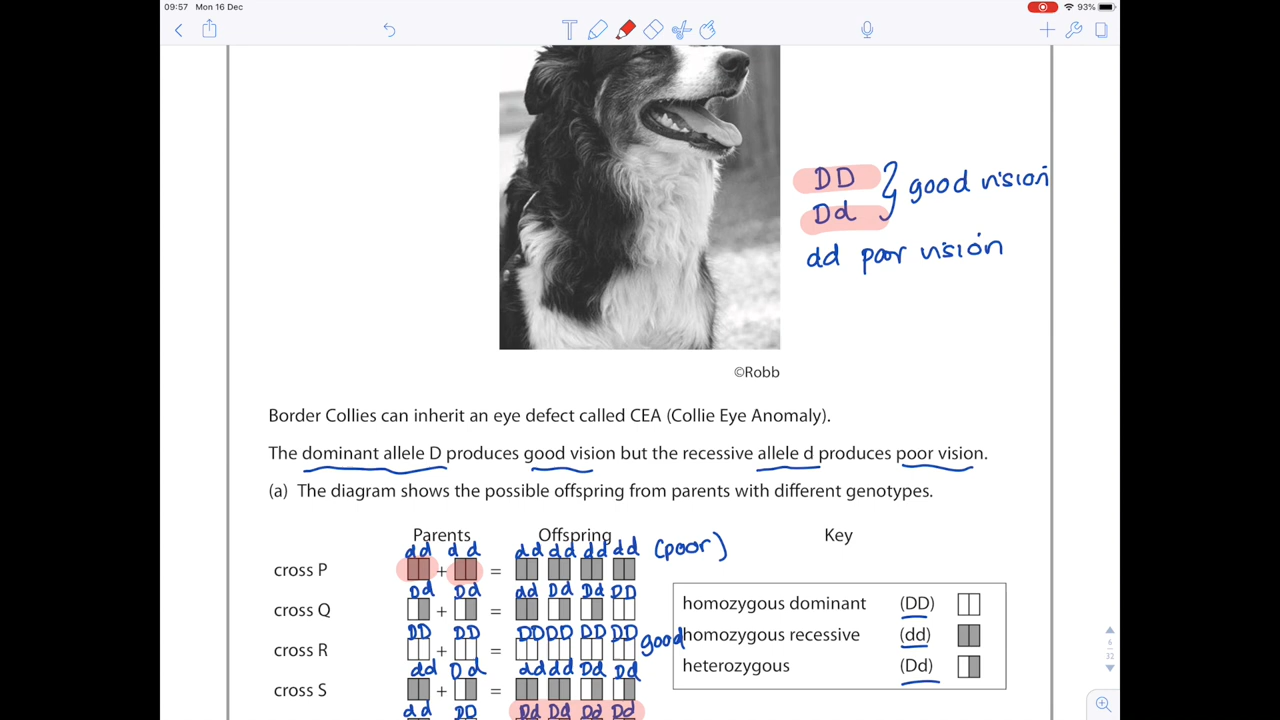 09:57 Mon 16 Dec
93%
DD
Dd
good vision
dd poor vision
©Robb
Border Collies can inherit an eye defect called CEA (Collie Eye Anomaly).
The dominant allele D produces good vision but the recessive allele d produces poor vision.
(a) The diagram shows the possible offspring from parents with different genotypes.
Parents Offspring Key
dd dd dd dd dd dd (poor)
cross P + =
Dd Dd dd Dd Dd DD
cross Q + =
DD DD DD DD DD DD good
cross R + =
dd Dd dd dd Dd Dd
cross S + =
dd DD Dd Dd Dd Dd
homozygous dominant (DD)
homozygous recessive (dd)
heterozygous (Dd)
6
32